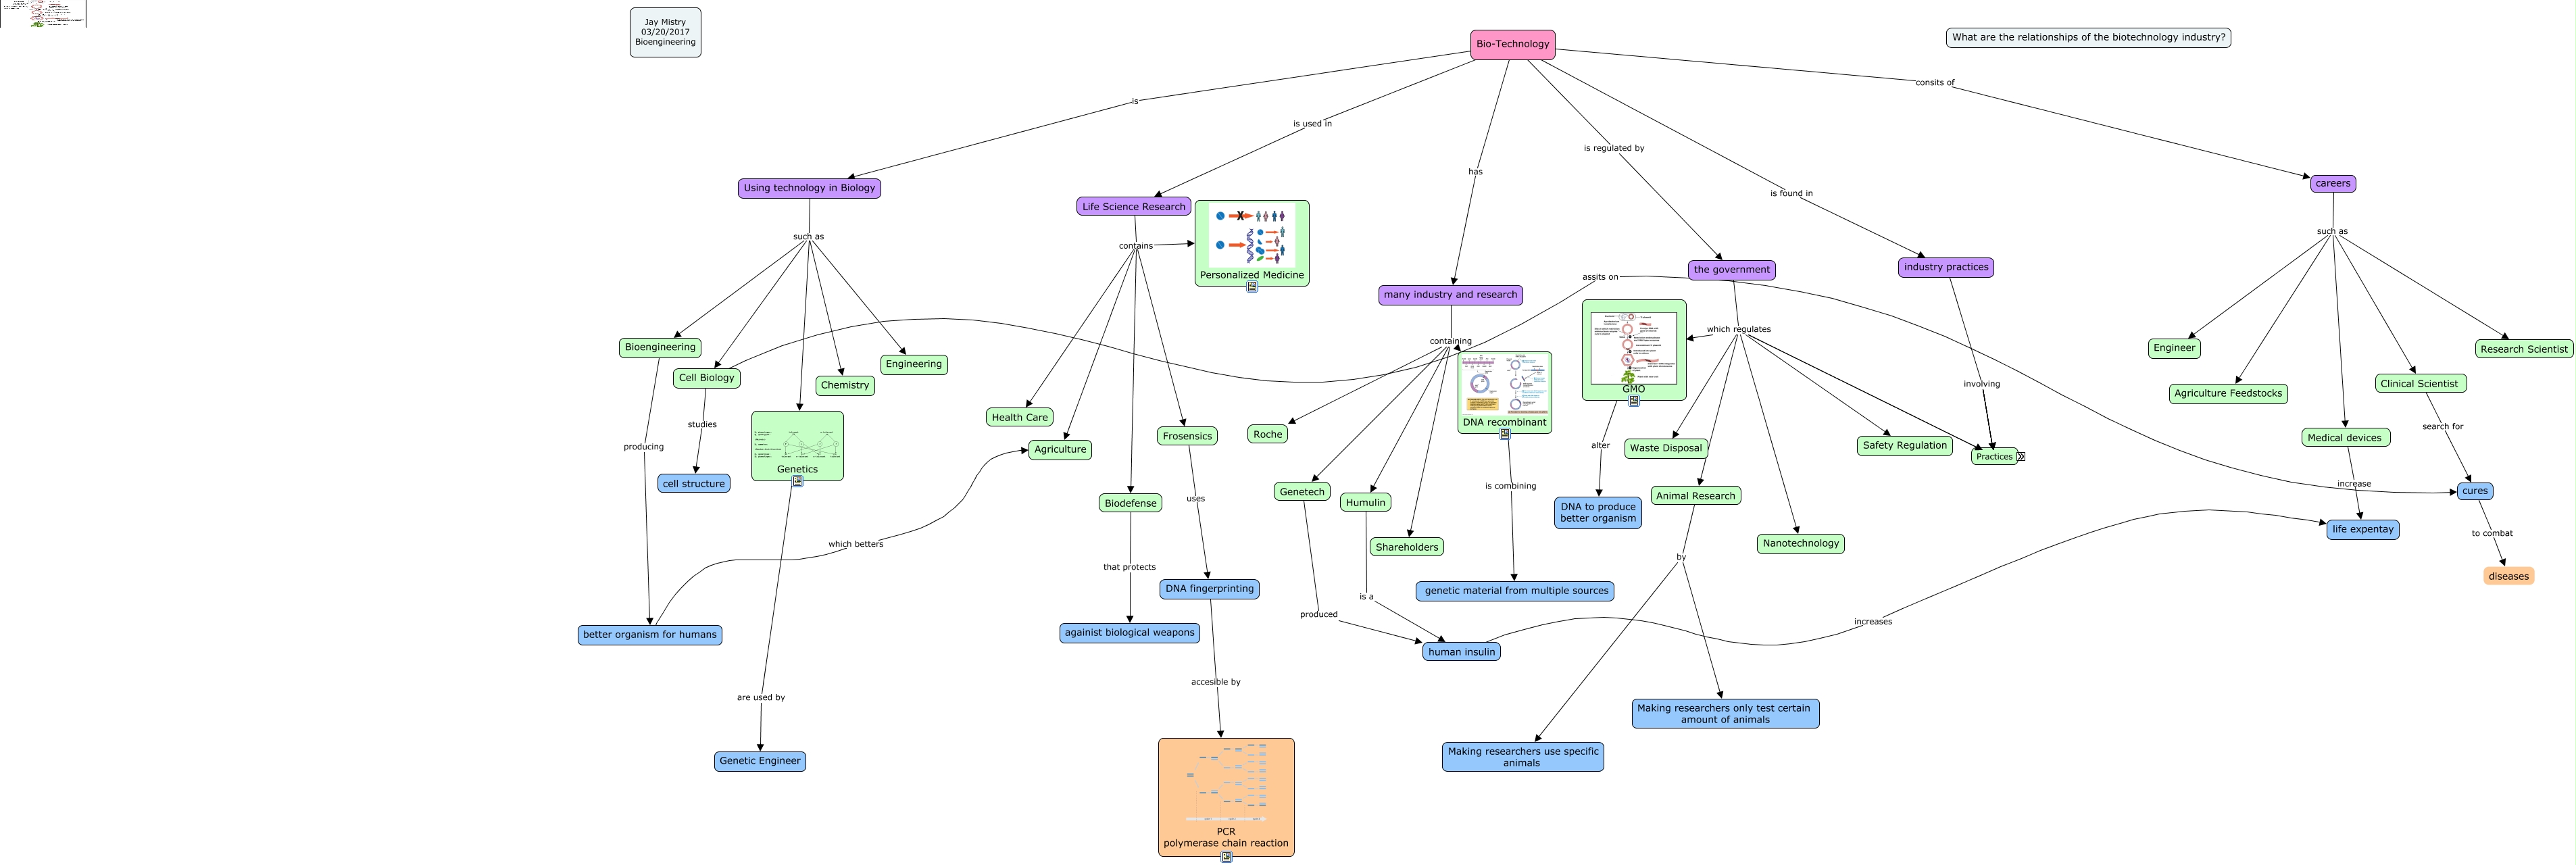 Jay Mistry
03/20/2017
Bioengineering
Bio-Technology
What are the relationships of the biotechnology industry?
is
is used in
has
is regulated by
is found in
consits of
Using technology in Biology
Life Science Research
many industry and research
the government
industry practices
careers
such as
contains
Personalized Medicine
containing
assits on
which regulates
involving
such as
Bioengineering
Cell Biology
Genetics
Chemistry
Engineering
Health Care
Agriculture
Biodefense
Frosensics
Roche
Genetech
Humulin
Shareholders
DNA recombinant
GMO
Waste Disposal
Animal Research
Nanotechnology
Safety Regulation
Practices
Engineer
Agriculture Feedstocks
Medical devices
Clinical Scientist
Research Scientist
producing
studies
cell structure
which betters
uses
is combining
alter
DNA to produce
better organism
increase
search for
cures
life expentay
to combat
diseases
by
that protects
DNA fingerprinting
genetic material from multiple sources
produced
is a
increases
better organism for humans
againist biological weapons
human insulin
are used by
accesible by
Making researchers only test certain
amount of animals
Making researchers use specific
animals
Genetic Engineer
PCR
polymerase chain reaction